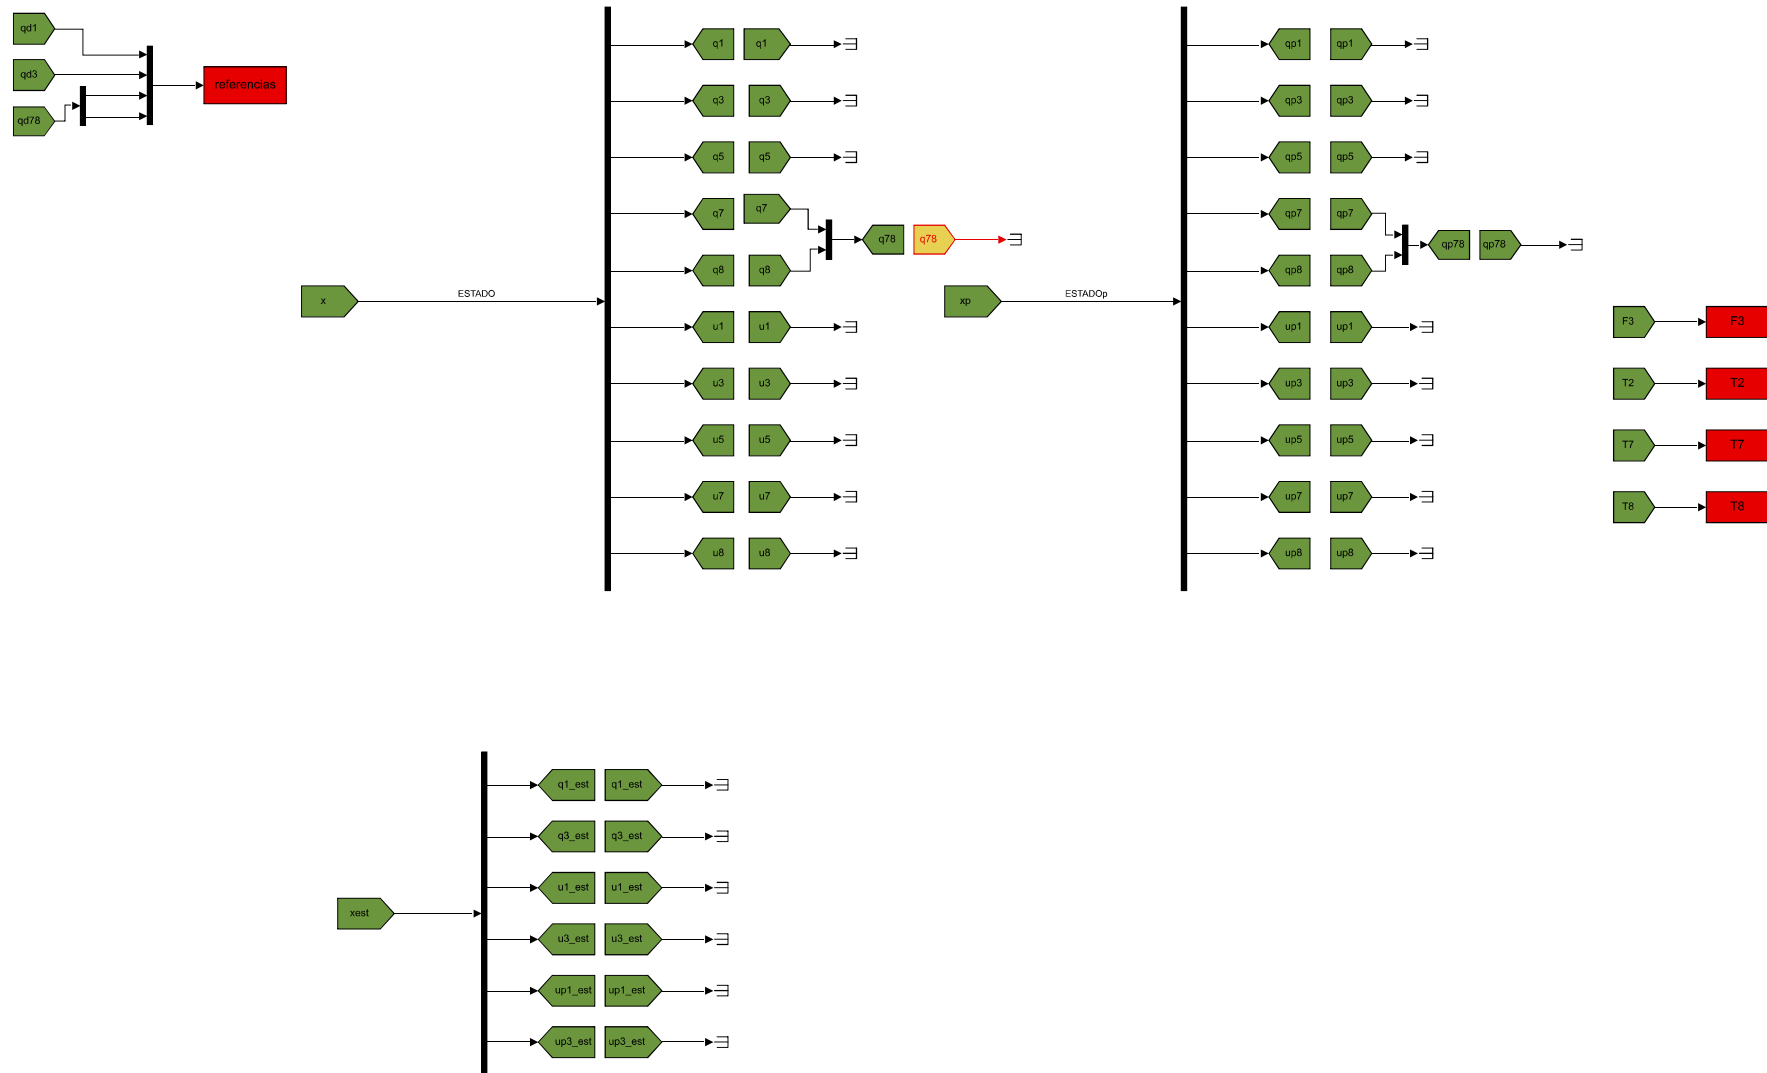 qd1
qd3
qd78
referencias
x
ESTADO
q1 q1
q3 q3
q5 q5
q7 q7
q8 q8
q78 q78
u1 u1
u3 u3
u5 u5
u7 u7
u8 u8
xp
ESTADOp
qp1 qp1
qp3 qp3
qp5 qp5
qp7 qp7
qp8 qp8
qp78 qp78
up1 up1
up3 up3
up5 up5
up7 up7
up8 up8
F3 F3
T2 T2
T7 T7
T8 T8
xest
q1_est q1_est
q3_est q3_est
u1_est u1_est
u3_est u3_est
up1_est up1_est
up3_est up3_est